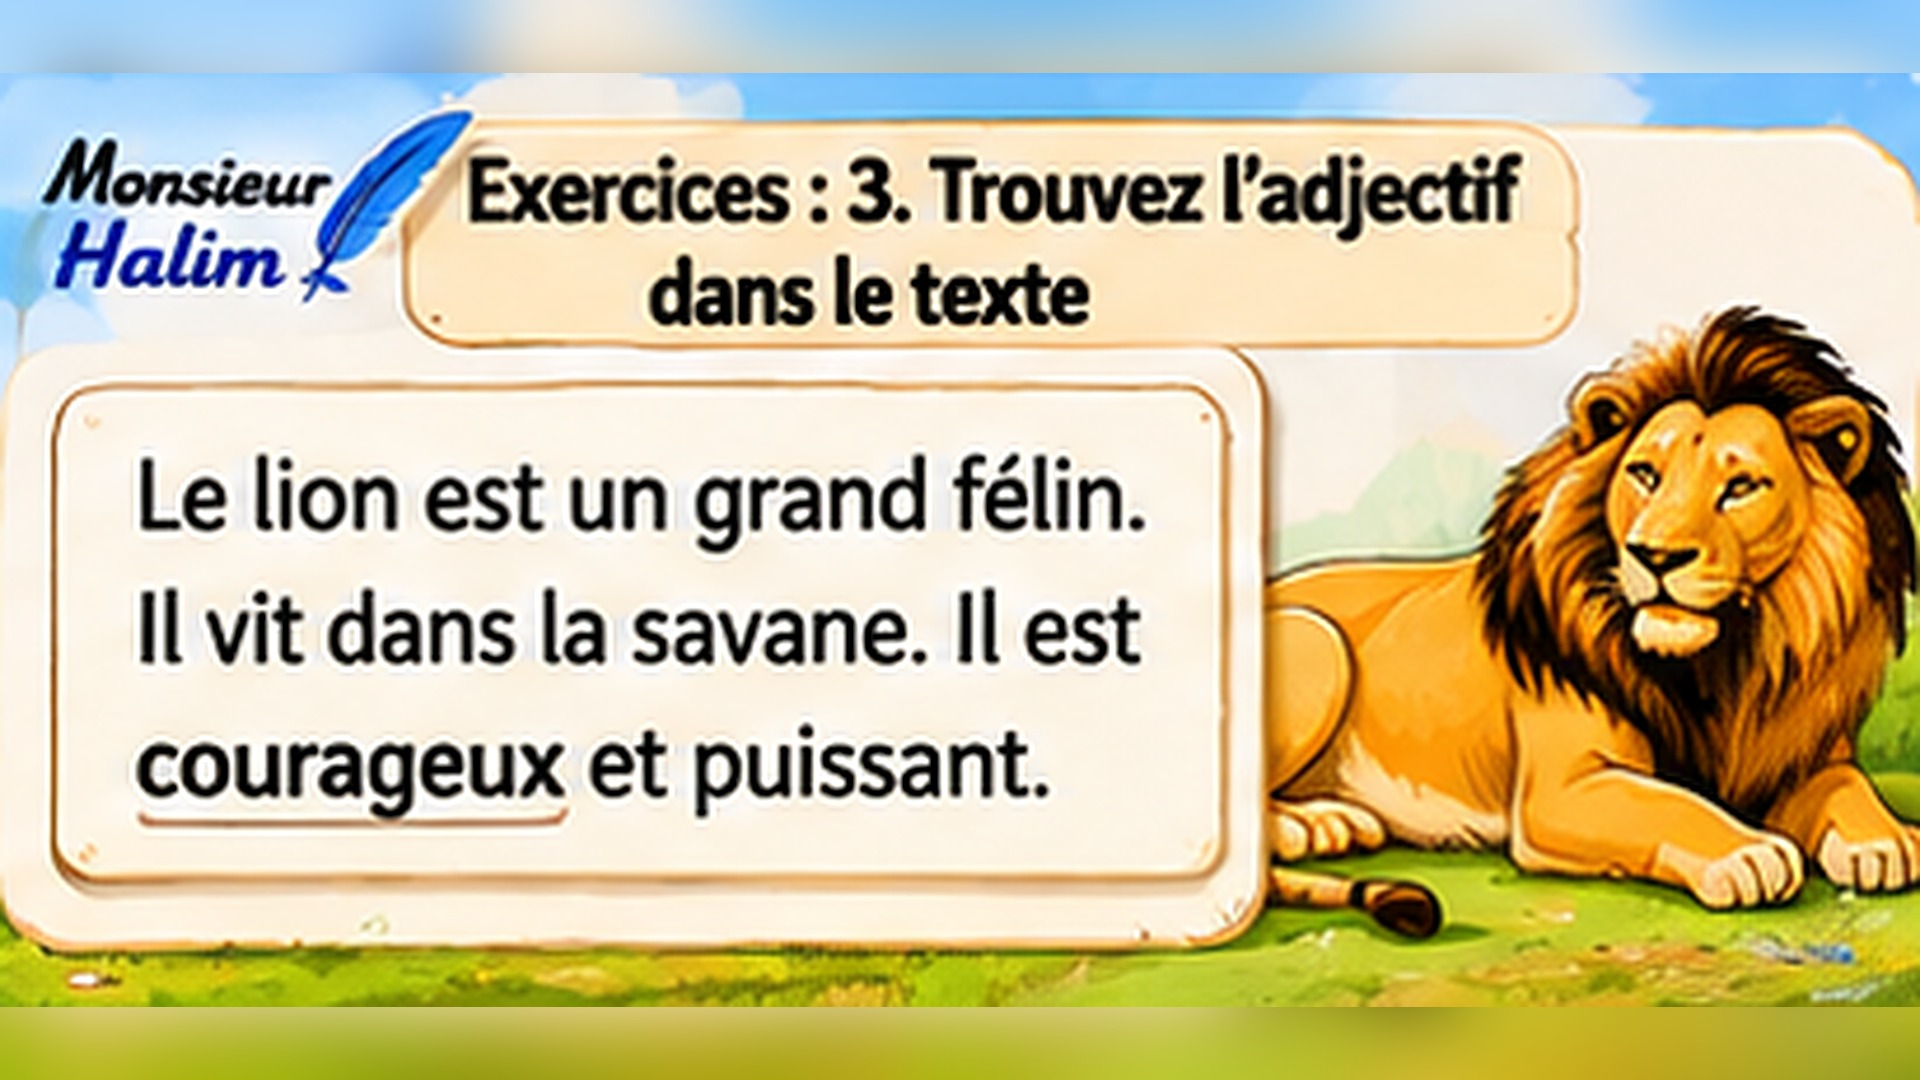 Monsieur
Halim
Exercices : 3. Trouvez l’adjectif
dans le texte
Le lion est un grand félin.
Il vit dans la savane. Il est
courageux et puissant.